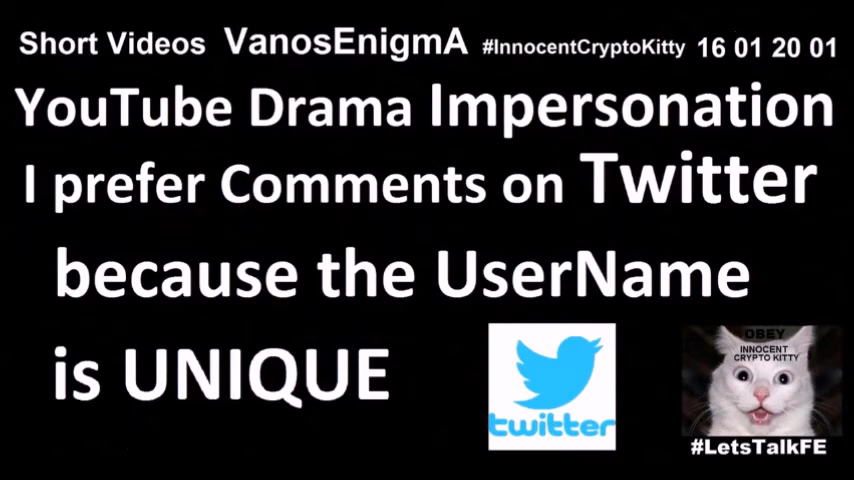 Short Videos VanosEnigmA #InnocentCryptoKitty 16 01 20 01
YouTube Drama Impersonation
I prefer Comments on Twitter
because the UserName
is UNIQUE
twitter
OBEY
INNOCENT
CRYPTO KITTY
#LetsTalkFE